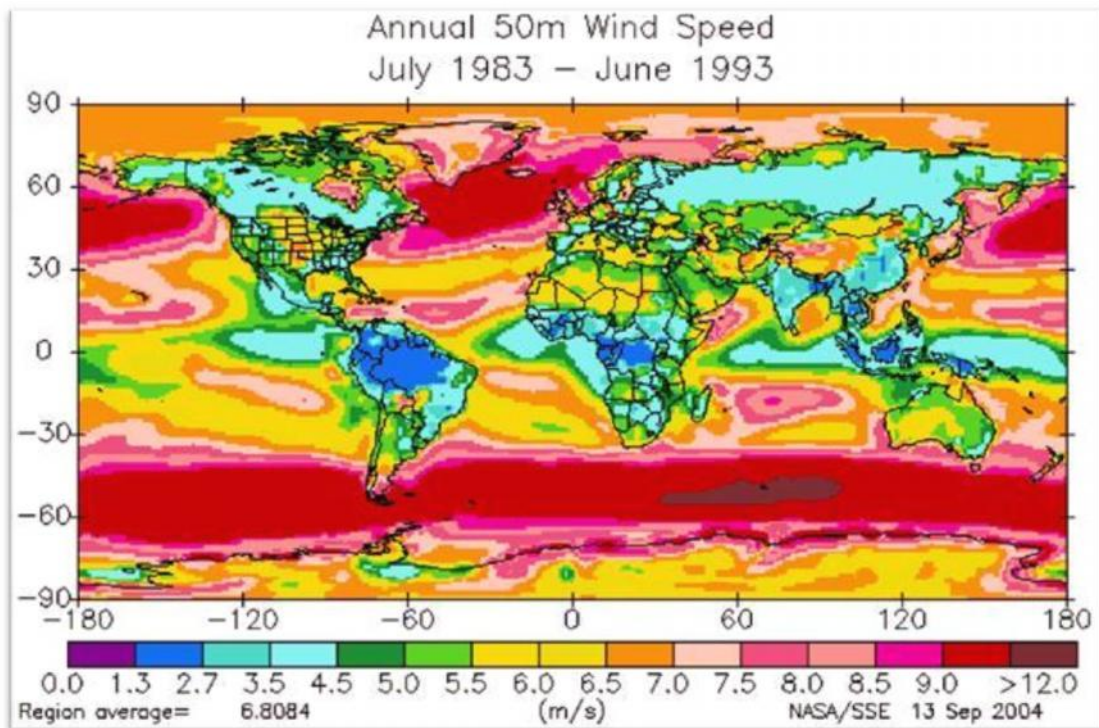 Annual 50m Wind Speed
July 1983 – June 1993
90
60
30
0
−30
−60
−90
−180 −120 −60 0 60 120 180
0.0 1.3 2.7 3.5 4.5 5.0 5.5 6.0 6.5 7.0 7.5 8.0 8.5 9.0 >12.0
Region average= 6.8084 (m/s) NASA/SSE 13 Sep 2004